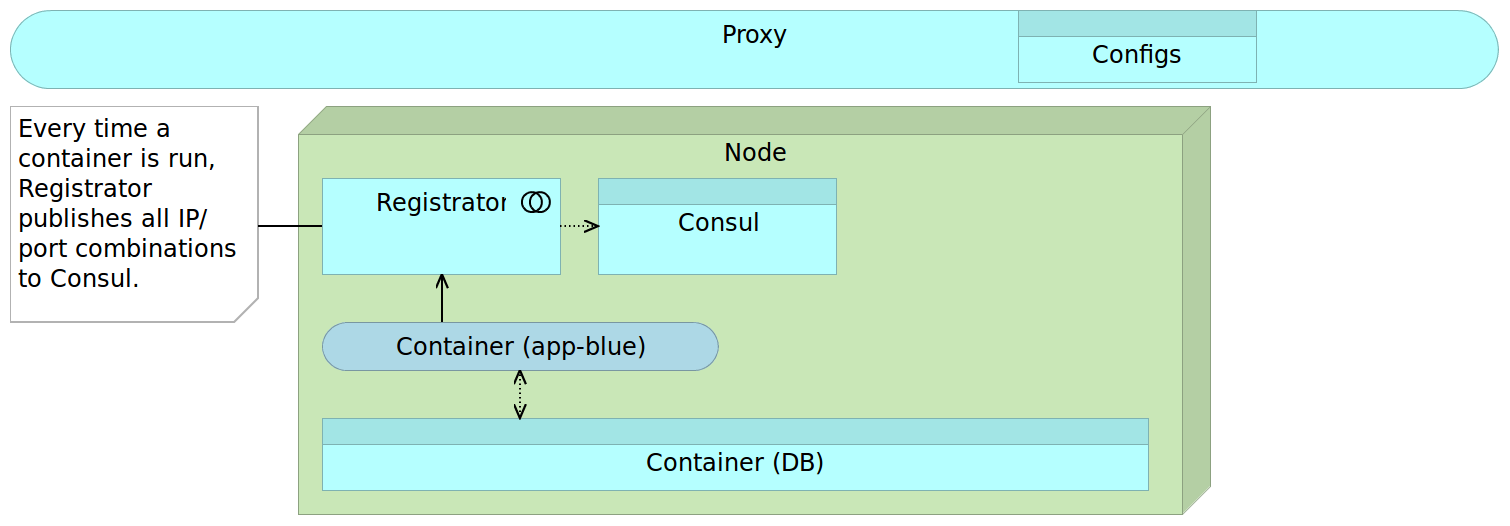 Proxy
Configs
Every time a
container is run,
Registrator
publishes all IP/
port combinations
to Consul.
Node
Registrator
Consul
Container (app-blue)
Container (DB)